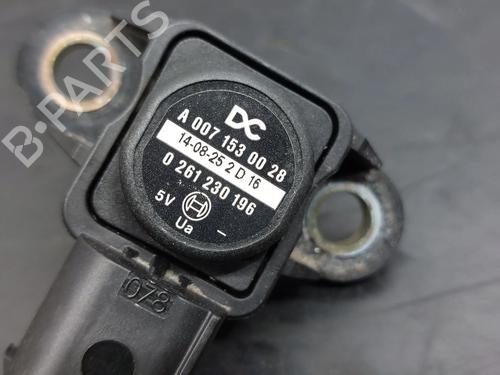 B-PARTS
DC
A 007 153 00 28
14-08-25 2 D 16
0 261 230 196
5V Ua -
078